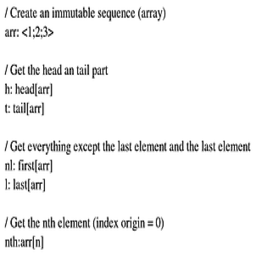 / Create an immutable sequence (array)
arr: <1;2;3>
/ Get the head an tail part
h: head[arr]
t: tail[arr]
/ Get everything except the last element and the last element
nl: first[arr]
l: last[arr]
/ Get the nth element (index origin = 0)
nth:arr[n]